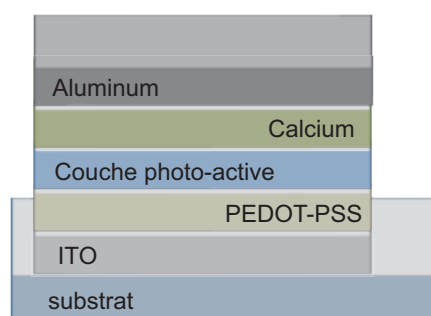 Aluminum
Calcium
Couche photo-active
PEDOT-PSS
ITO
substrat